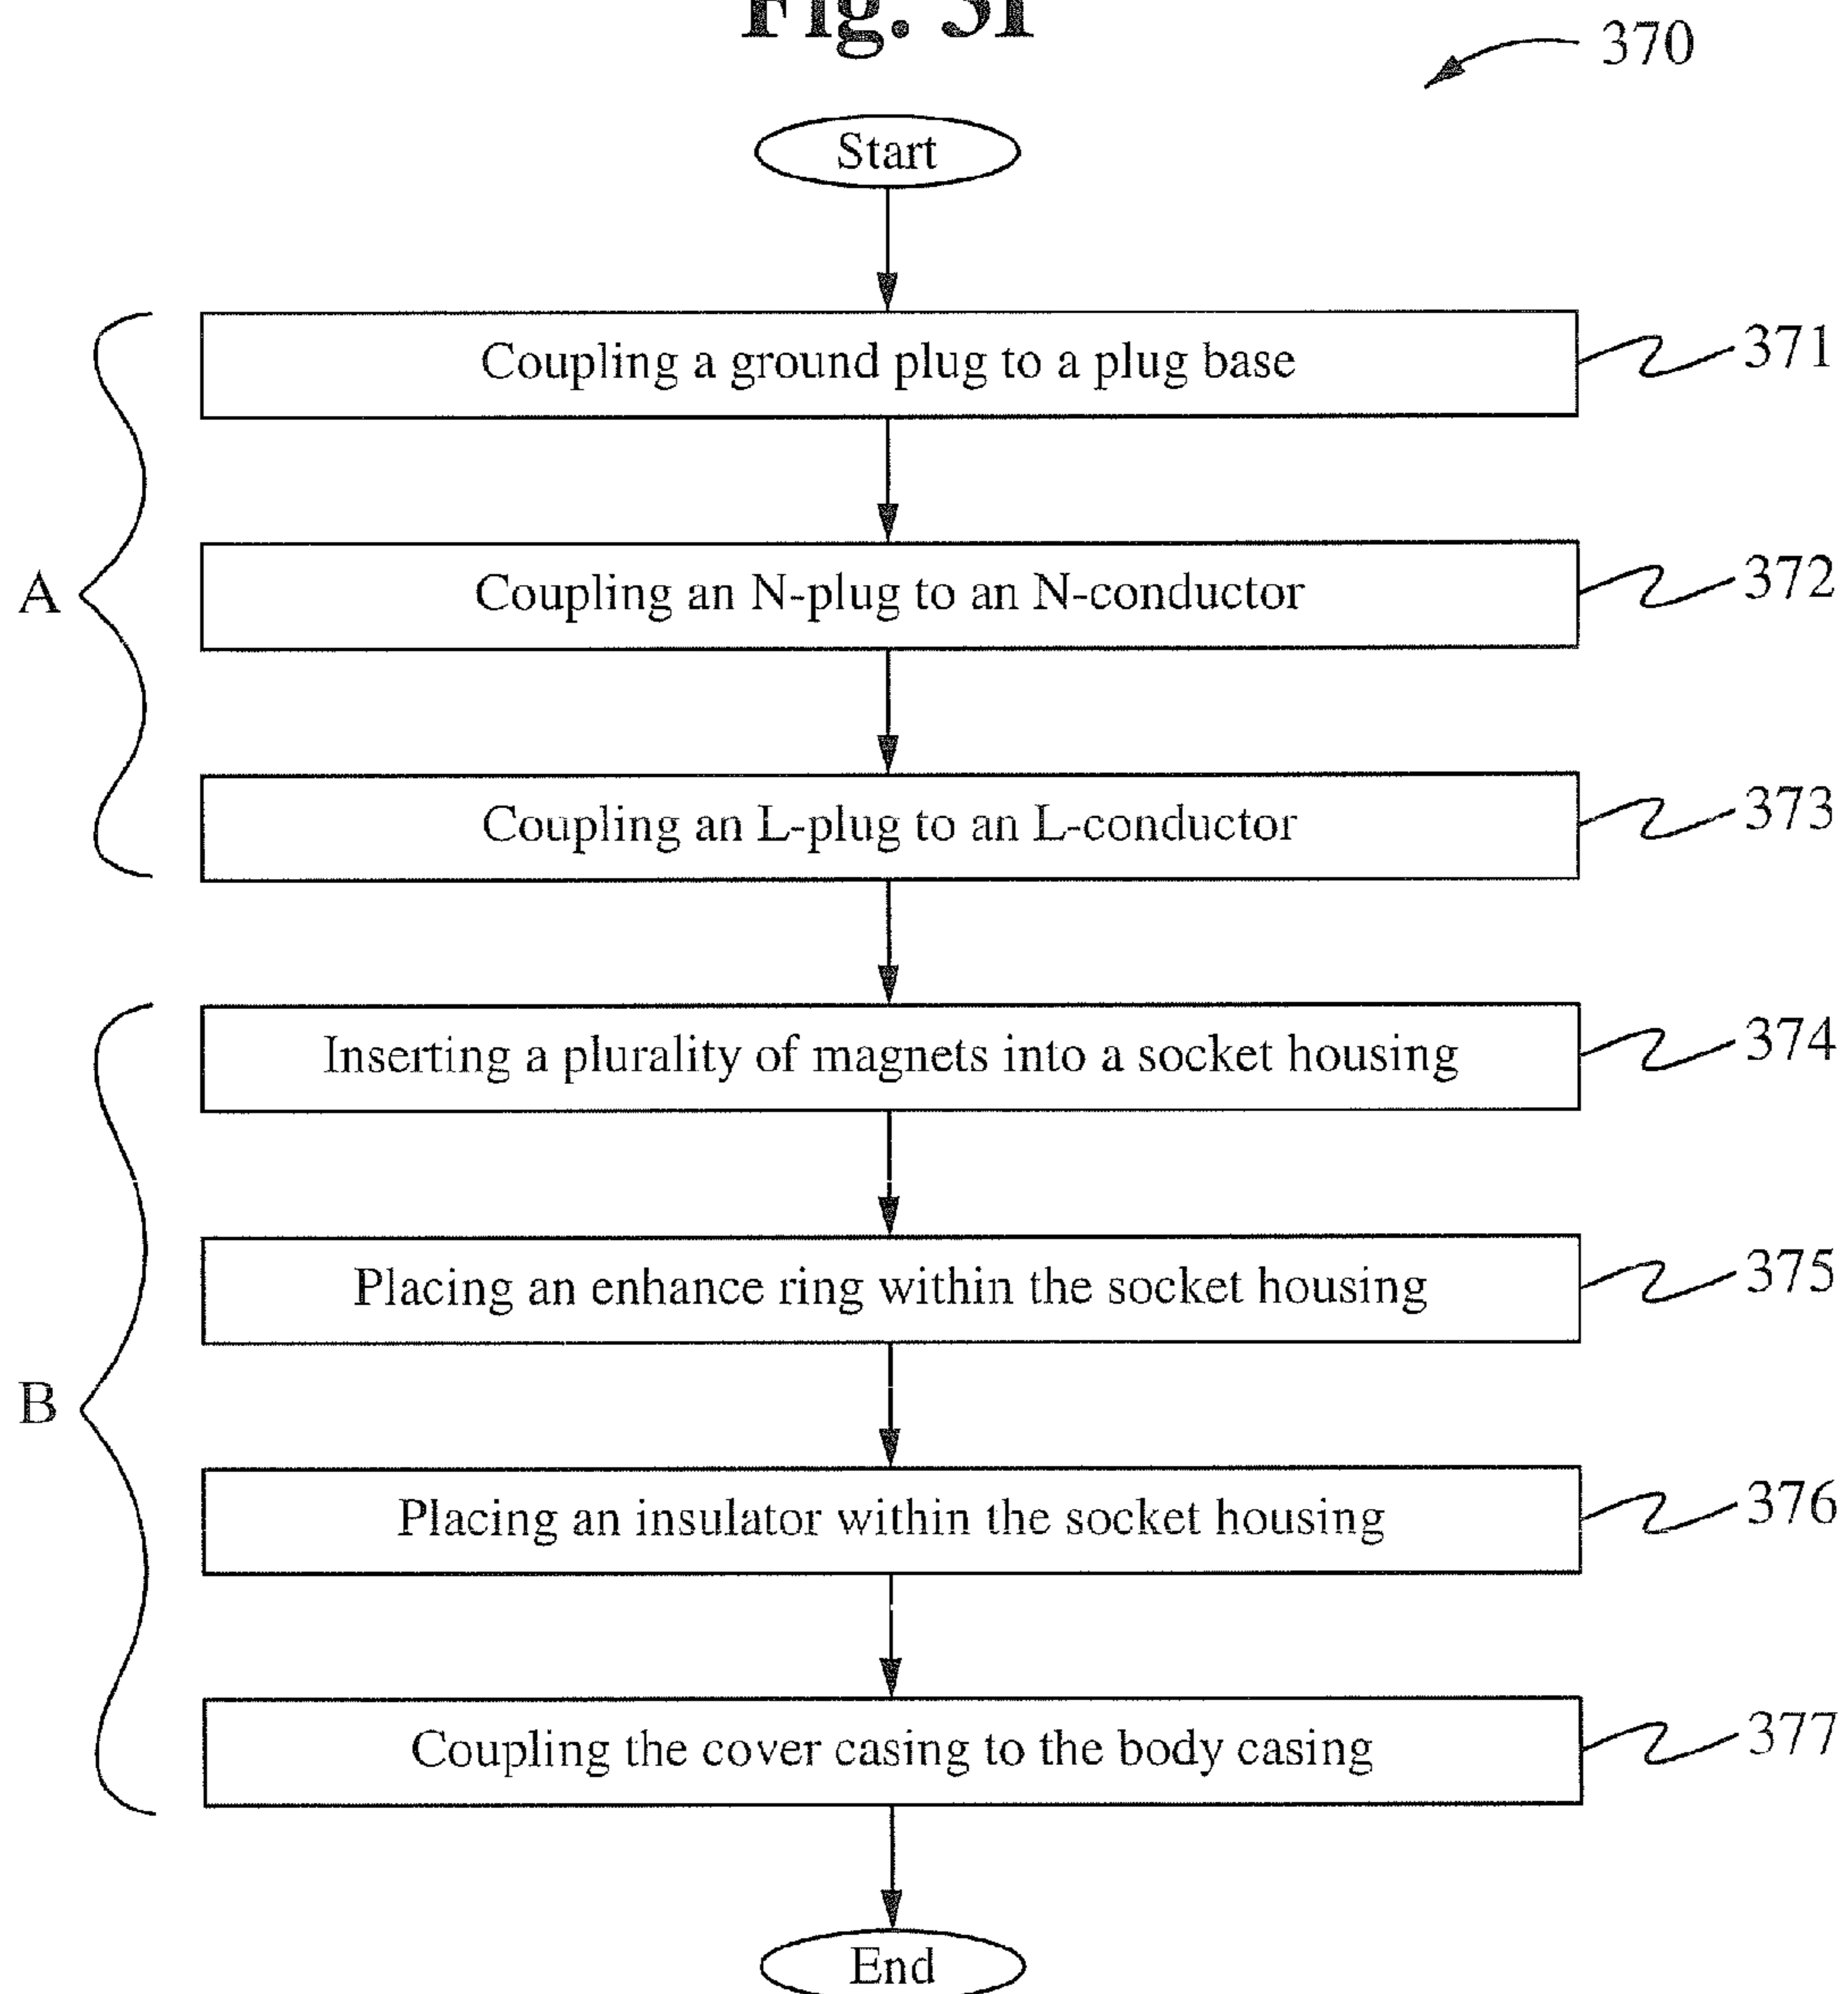 370
Start
Coupling a ground plug to a plug base
371
A
Coupling an N-plug to an N-conductor
372
Coupling an L-plug to an L-conductor
373
Inserting a plurality of magnets into a socket housing
374
Placing an enhance ring within the socket housing
375
B
Placing an insulator within the socket housing
376
Coupling the cover casing to the body casing
377
End